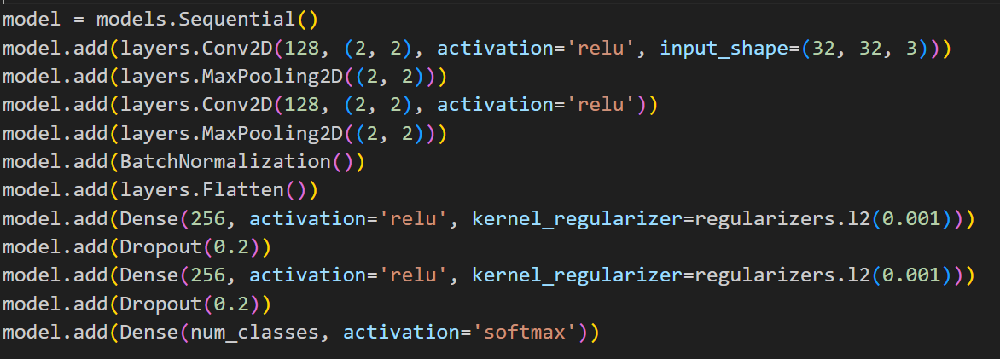 model = models.Sequential()
model.add(layers.Conv2D(128, (2, 2), activation='relu', input_shape=(32, 32, 3)))
model.add(layers.MaxPooling2D((2, 2)))
model.add(layers.Conv2D(128, (2, 2), activation='relu'))
model.add(layers.MaxPooling2D((2, 2)))
model.add(BatchNormalization())
model.add(layers.Flatten())
model.add(Dense(256, activation='relu', kernel_regularizer=regularizers.l2(0.001)))
model.add(Dropout(0.2))
model.add(Dense(256, activation='relu', kernel_regularizer=regularizers.l2(0.001)))
model.add(Dropout(0.2))
model.add(Dense(num_classes, activation='softmax'))